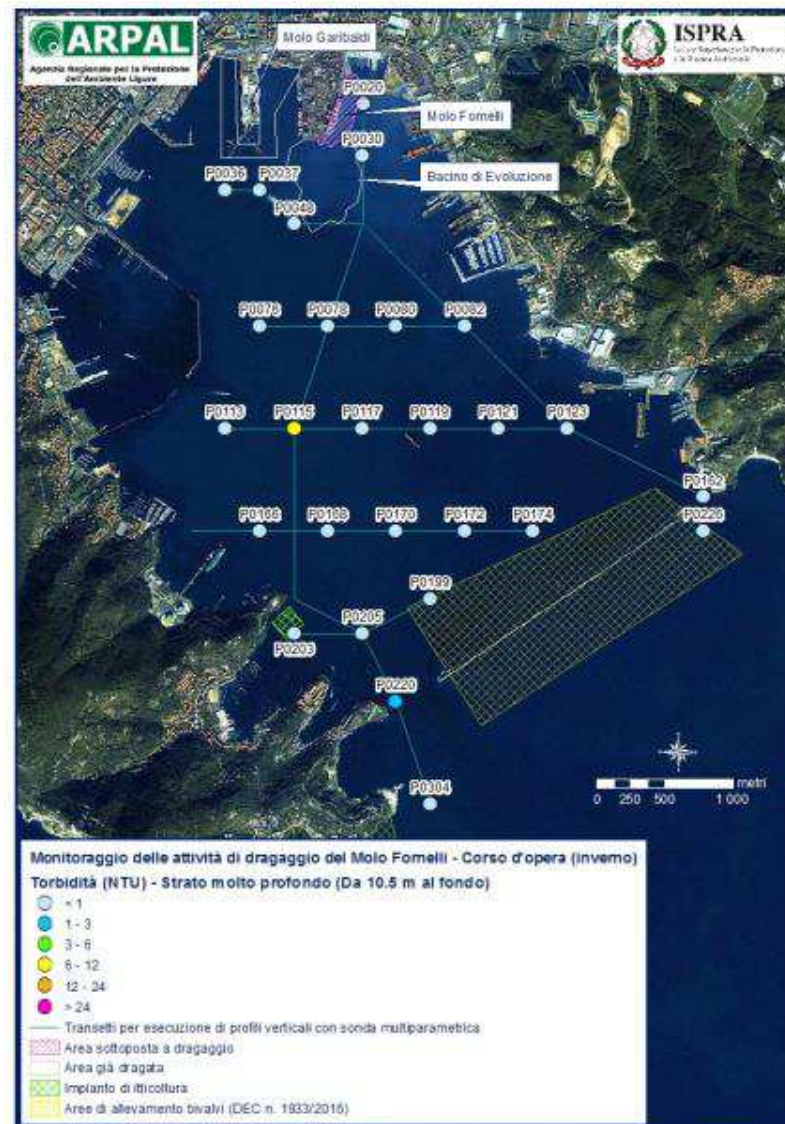 ARPAL
Agenzia Regionale per la Protezione
dell'Ambiente Ligure
Molo Garibaldi
ISPRA
P0020
Molo Fornelli
P0030
Bacino di Evoluzione
P0036
P0037
P0048
P0076
P0078
P0080
P0082
P0113
P0115
P0117
P0119
P0121
P0123
P0142
P0166
P0168
P0170
P0172
P0174
P0226
P0199
P0205
P0203
P0220
P0304
metri
0 250 500 1 000
Monitoraggio delle attività di dragaggio del Molo Fornelli - Corso d'opera (inverno)
Torbidità (NTU) - Strato molto profondo (Da 10.5 m al fondo)
< 1
1 - 3
3 - 6
6 - 12
12 - 24
> 24
Transetti per esecuzione di profili verticali con sonda multiparametrica
Area sottoposta a dragaggio
Area già dragata
Impianto di itticoltura
Aree di allevamento bivalvi (DEC n. 1933/2016)